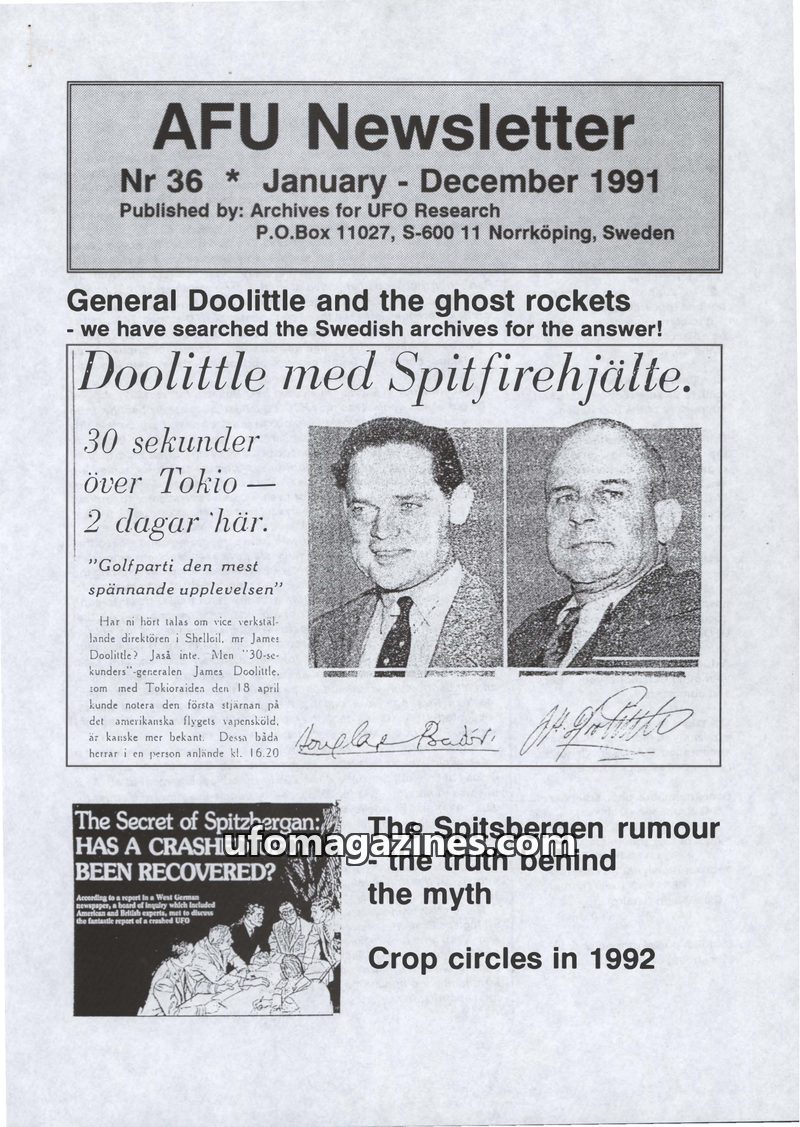 AFU Newsletter
Nr 36 * January - December 1991
Published by: Archives for UFO Research
P.O.Box 11027, S-600 11 Norrköping, Sweden
General Doolittle and the ghost rockets
- we have searched the Swedish archives for the answer!
Doolittle med Spitfirehjälte.
30 sekunder
över Tokio —
2 dagar här.
"Golfparti den mest
spännande upplevelsen"
Har ni hört talas om vice verkstäl-
lande direktören i Shelloil, mr James
Doolittle? Jaså inte. Men "30-se-
kunders"-generalen James Doolittle,
som med Tokioraiden den 18 april
kunde notera den första stjärnan på
det amerikanska flygets vapensköld,
är kanske mer bekant. Dessa båda
herrar i en person anlände kl. 16.20
Douglas Bader.
JH Doolittle
The Secret of Spitzbergan:
HAS A CRASH
BEEN RECOVERED?
According to a report in a West German
newspaper, a board of inquiry which included
American and British experts, met to discuss
the fantastic report of a crashed UFO
ufomagazines.com
The Spitsbergen rumour
- the truth behind
the myth
Crop circles in 1992